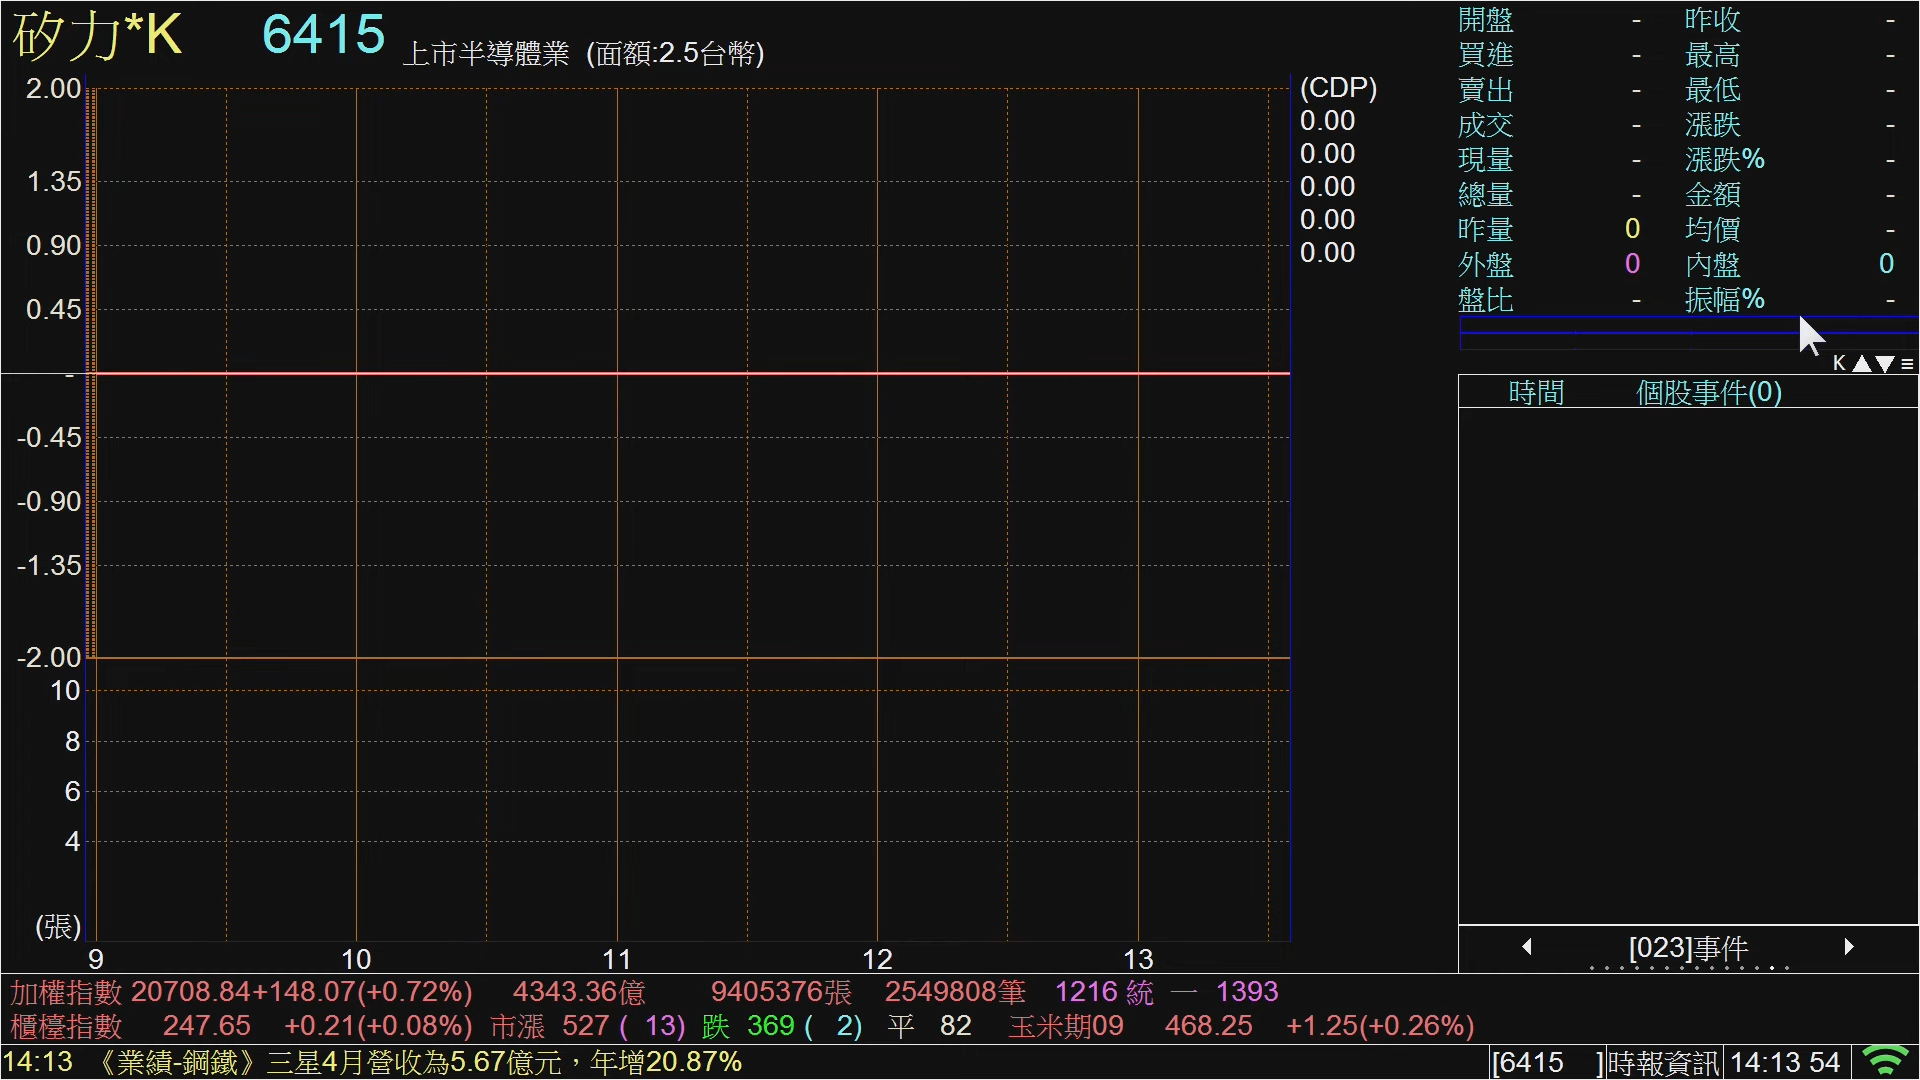 矽力*K 6415 上市半導體業 (面額:2.5台幣)
2.00
1.35
0.90
0.45
-
-0.45
-0.90
-1.35
-2.00
10
8
6
4
(張)
9 10 11 12 13
(CDP)
0.00
0.00
0.00
0.00
0.00
開盤 - 昨收 -
買進 - 最高 -
賣出 - 最低 -
成交 - 漲跌 -
現量 - 漲跌% -
總量 - 金額 -
昨量 0 均價 -
外盤 0 內盤 0
盤比 - 振幅% -
K▲▼≡
時間 個股事件(0)
[023]事件
加權指數 20708.84+148.07(+0.72%) 4343.36億 9405376張 2549808筆 1216 統 一 1393
櫃檯指數 247.65 +0.21(+0.08%) 市漲 527 ( 13) 跌 369 ( 2) 平 82 玉米期09 468.25 +1.25(+0.26%)
14:13 《業績-鋼鐵》三星4月營收為5.67億元，年增20.87% [6415 ]時報資訊 14:13 54